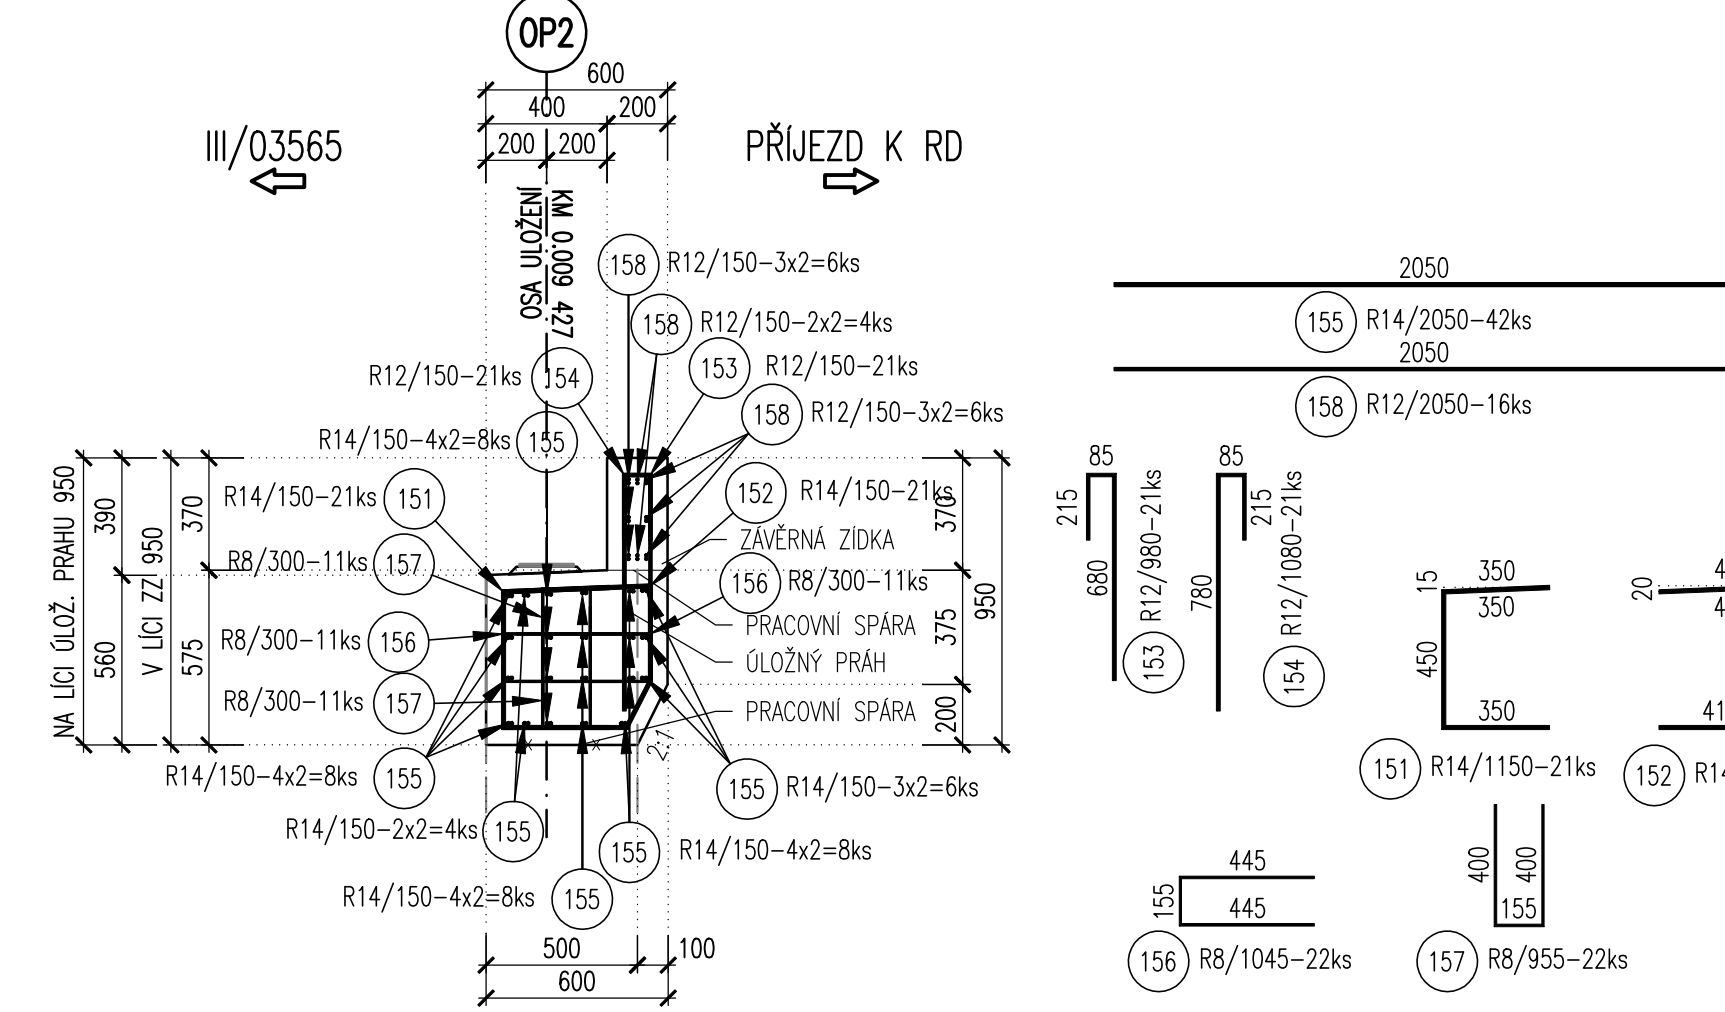 OP2
600
400
200
200
200
III/03565
PŘÍJEZD K RD
OSA ULOŽENÍ
KM 0.009 427
158
R12/150-3x2=6ks
158
R12/150-2x2=4ks
R12/150-21ks
154
153
R12/150-21ks
158
R12/150-3x2=6ks
R14/150-4x2=8ks
155
R14/150-21ks
151
152
R14/150-21ks
ZÁVĚRNÁ ZÍDKA
R8/300-11ks
157
156
R8/300-11ks
PRACOVNÍ SPÁRA
R8/300-11ks
156
ÚLOŽNÝ PRÁH
R8/300-11ks
157
PRACOVNÍ SPÁRA
2:1
R14/150-4x2=8ks
155
155
R14/150-3x2=6ks
R14/150-2x2=4ks
155
155
R14/150-4x2=8ks
R14/150-4x2=8ks
155
NA LÍCI ÚLOŽ. PRAHU 950
390
560
V LÍCI ZZÍ 950
370
575
370
375
200
950
500
100
600
2050
155
R14/2050-42ks
2050
158
R12/2050-16ks
85
215
680
153
R12/980-21ks
85
215
780
154
R12/1080-21ks
15
350
350
450
350
151
R14/1150-21ks
20
4
4
41
152
R14
445
155
445
156
R8/1045-22ks
400
400
155
157
R8/955-22ks